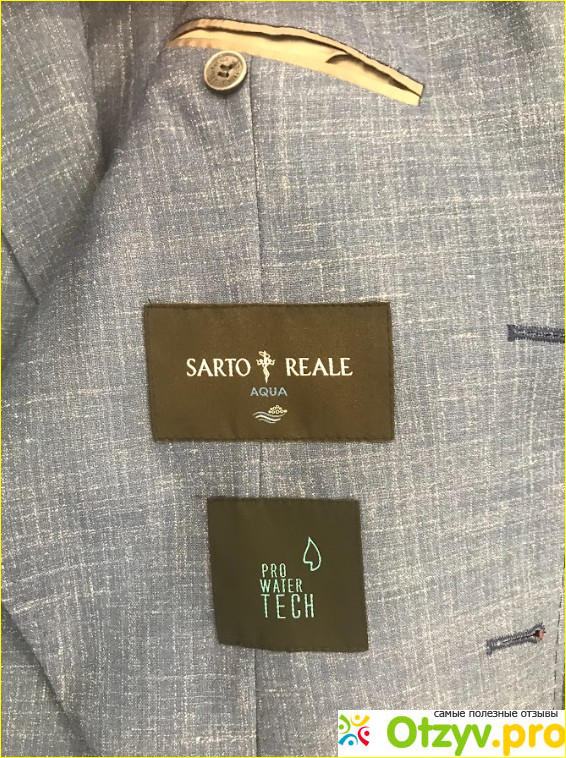 SARTO REALE
AQUA
PRO
WATER
TECH
самые полезные отзывы
Otzyv.pro